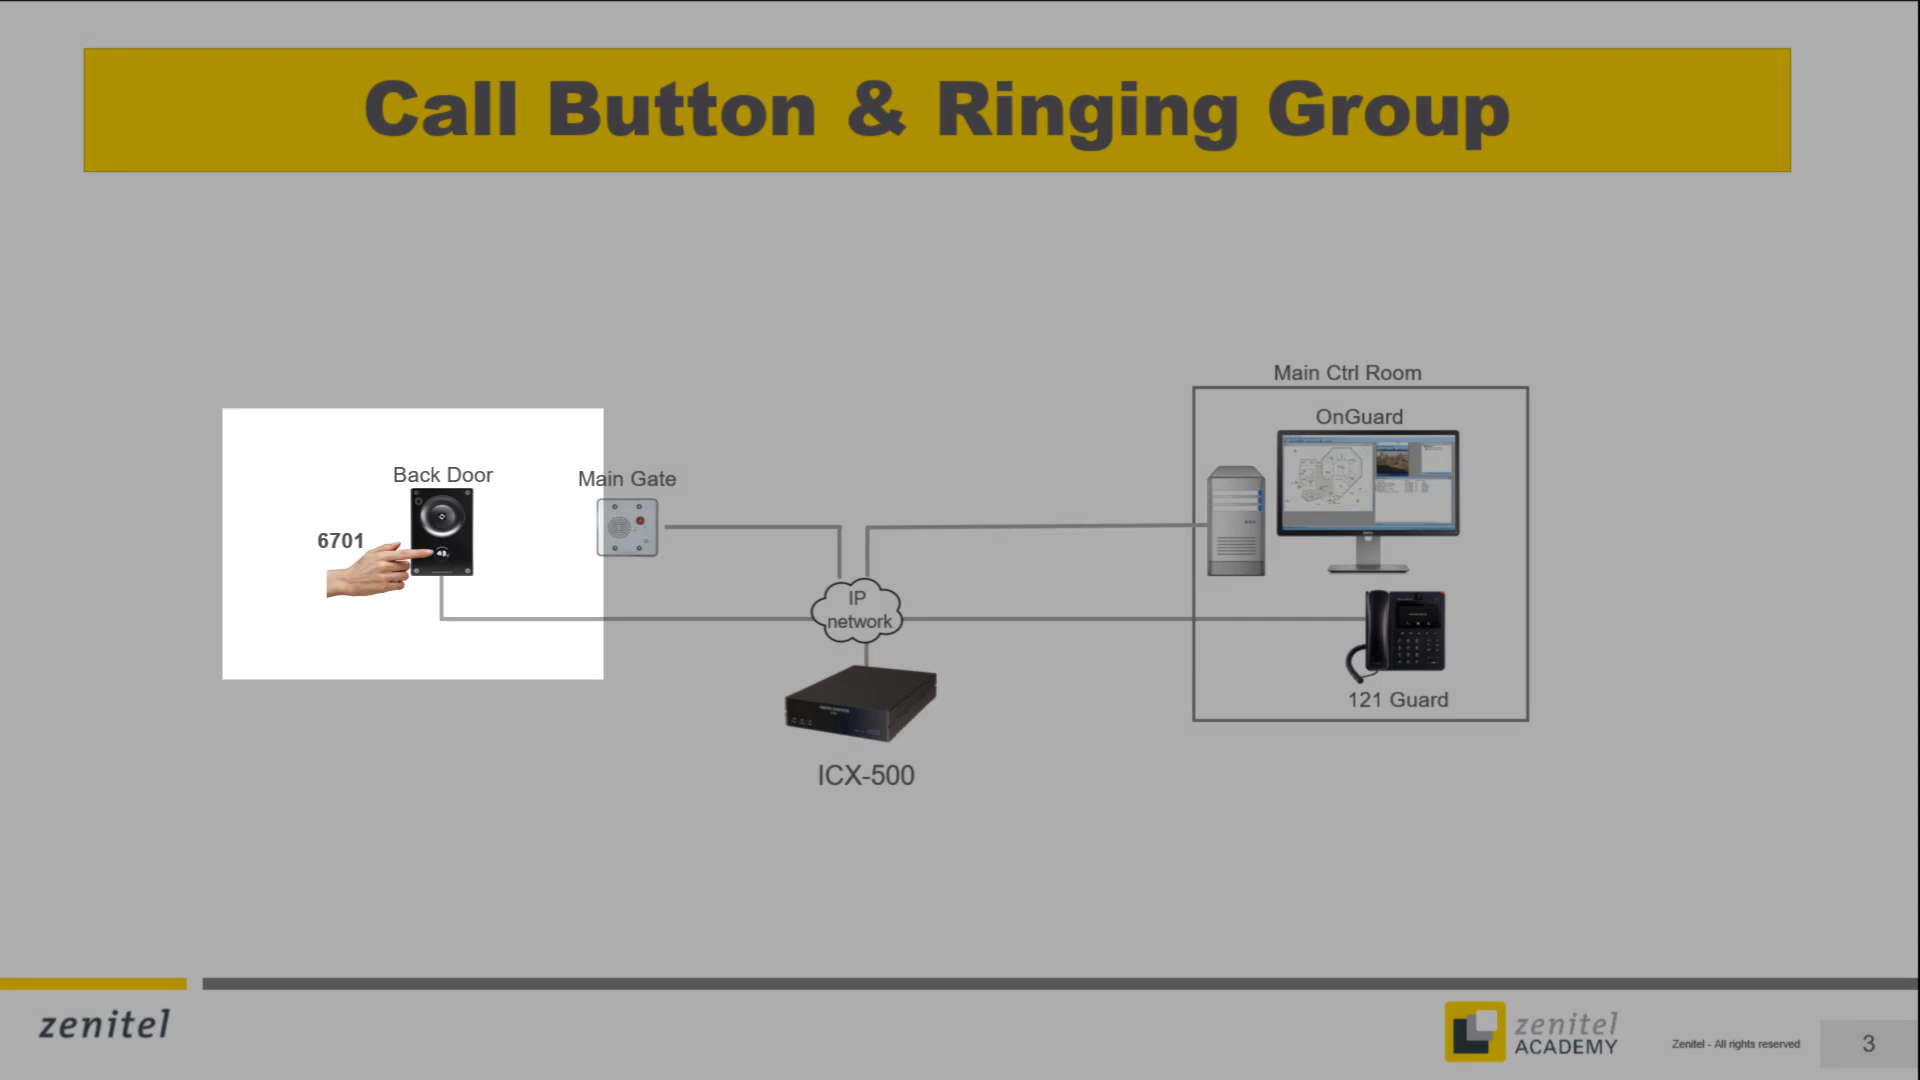 Call Button & Ringing Group
Main Ctrl Room
OnGuard
Back Door
Main Gate
6701
IP
network
121 Guard
ICX-500
zenitel
zenitel
ACADEMY
Zenitel - All rights reserved
3